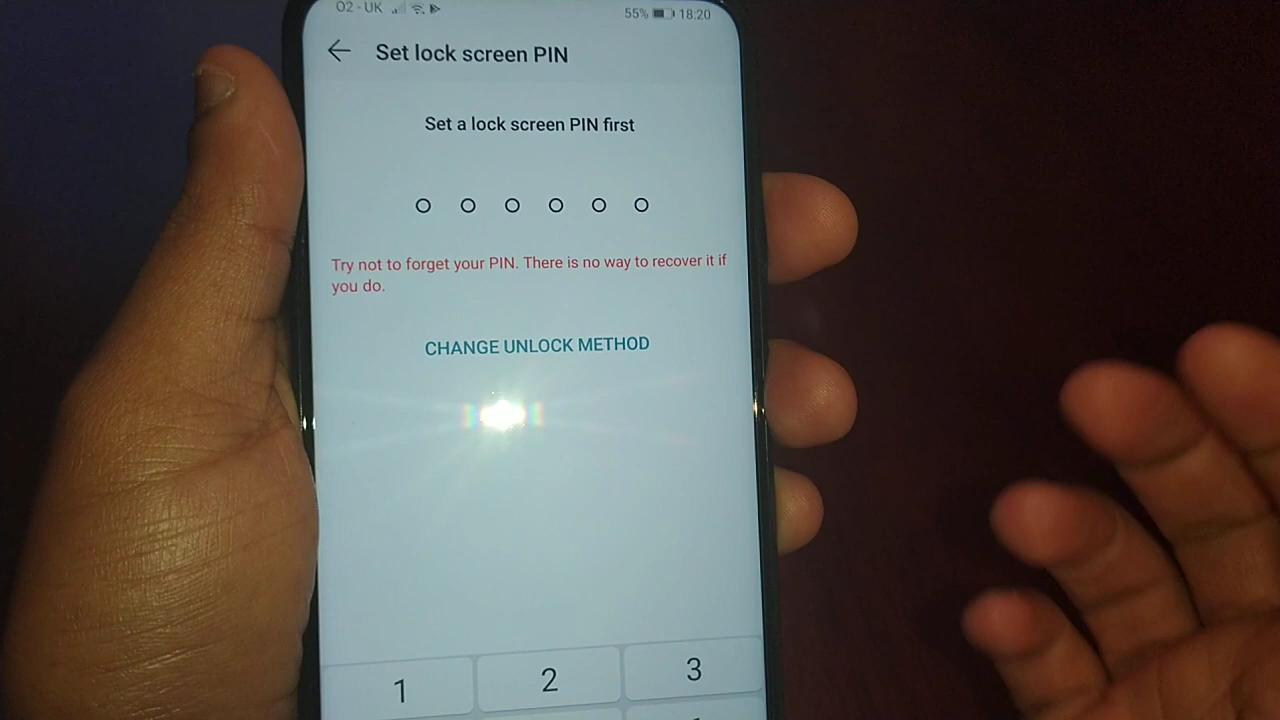 O2 - UK
55% 18:20
Set lock screen PIN
Set a lock screen PIN first
Try not to forget your PIN. There is no way to recover it if
you do.
CHANGE UNLOCK METHOD
1 2 3